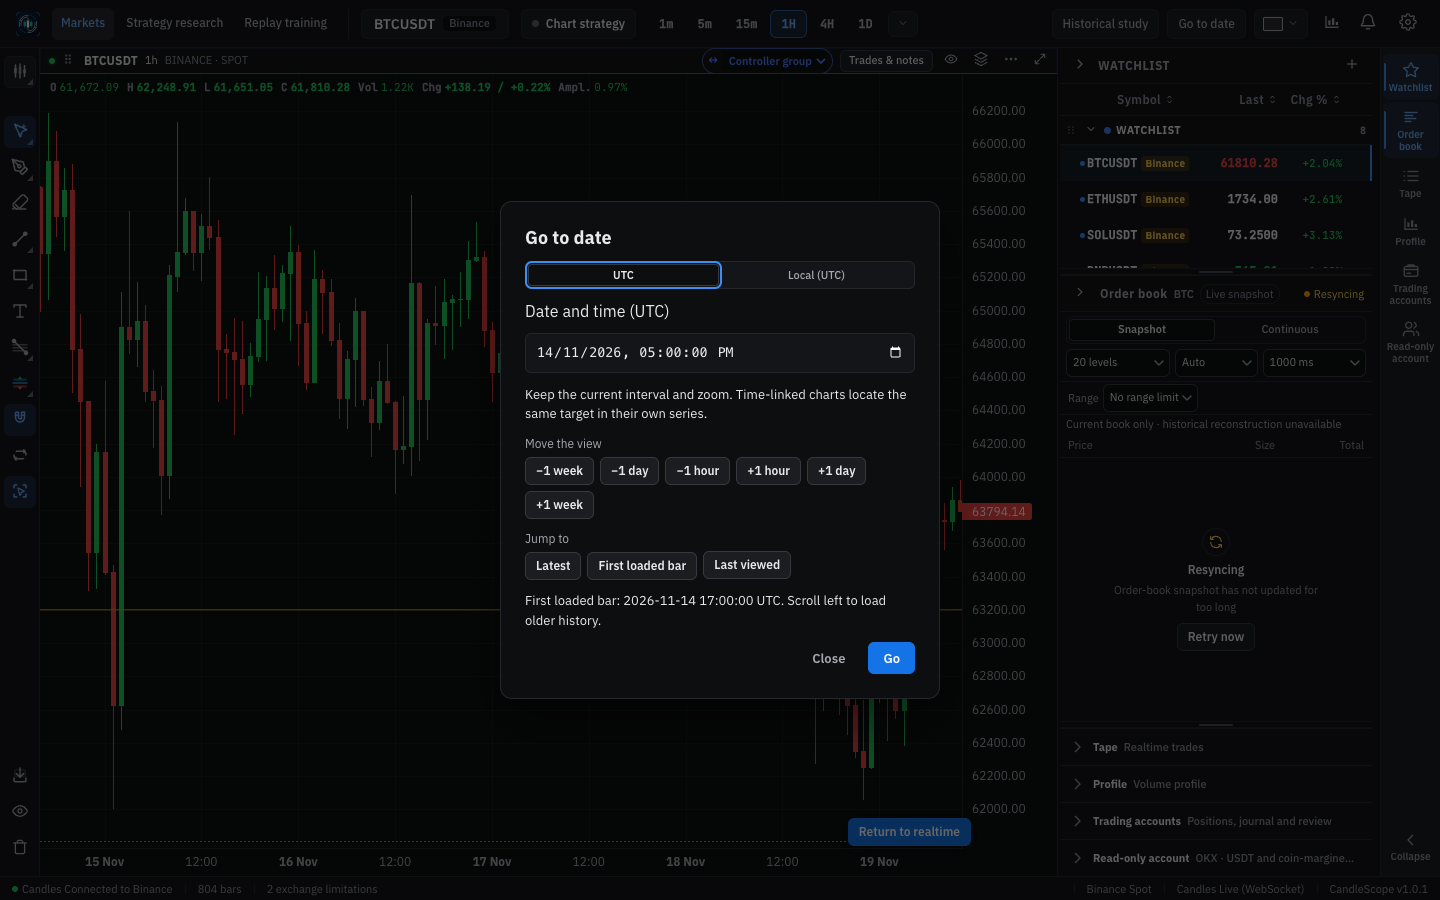 Markets Strategy research Replay training BTCUSDT Binance Chart strategy 1m 5m 15m 1H 4H 1D Historical study Go to date
BTCUSDT 1h BINANCE · SPOT Controller group Trades & notes
O 61,672.09 H 62,248.91 L 61,651.05 C 61,810.28 Vol 1.22K Chg +138.19 / +0.22% Ampl. 0.97%
66200.00
66000.00
65800.00
65600.00
65400.00
65200.00
65000.00
64800.00
64600.00
64400.00
64200.00
64000.00
63794.14
63600.00
63400.00
63200.00
63000.00
62800.00
62600.00
62400.00
62200.00
62000.00
15 Nov 12:00 16 Nov 12:00 17 Nov 12:00 18 Nov 12:00 19 Nov
Return to realtime
Go to date
UTC Local (UTC)
Date and time (UTC)
14/11/2026, 05:00:00 PM
Keep the current interval and zoom. Time-linked charts locate the
same target in their own series.
Move the view
−1 week −1 day −1 hour +1 hour +1 day
+1 week
Jump to
Latest First loaded bar Last viewed
First loaded bar: 2026-11-14 17:00:00 UTC. Scroll left to load
older history.
Close Go
WATCHLIST
Symbol Last Chg %
WATCHLIST 8
BTCUSDT Binance 61810.28 +2.04%
ETHUSDT Binance 1734.00 +2.61%
SOLUSDT Binance 73.2500 +3.13%
Order book BTC Live snapshot Resyncing
Snapshot Continuous
20 levels Auto 1000 ms
Range No range limit
Current book only · historical reconstruction unavailable
Price Size Total
Resyncing
Order-book snapshot has not updated for
too long
Retry now
Tape Realtime trades
Profile Volume profile
Trading accounts Positions, journal and review
Read-only account OKX · USDT and coin-margine...
Watchlist
Order
book
Tape
Profile
Trading
accounts
Read-only
account
Collapse
Candles Connected to Binance 804 bars 2 exchange limitations Binance Spot Candles Live (WebSocket) CandleScope v1.0.1